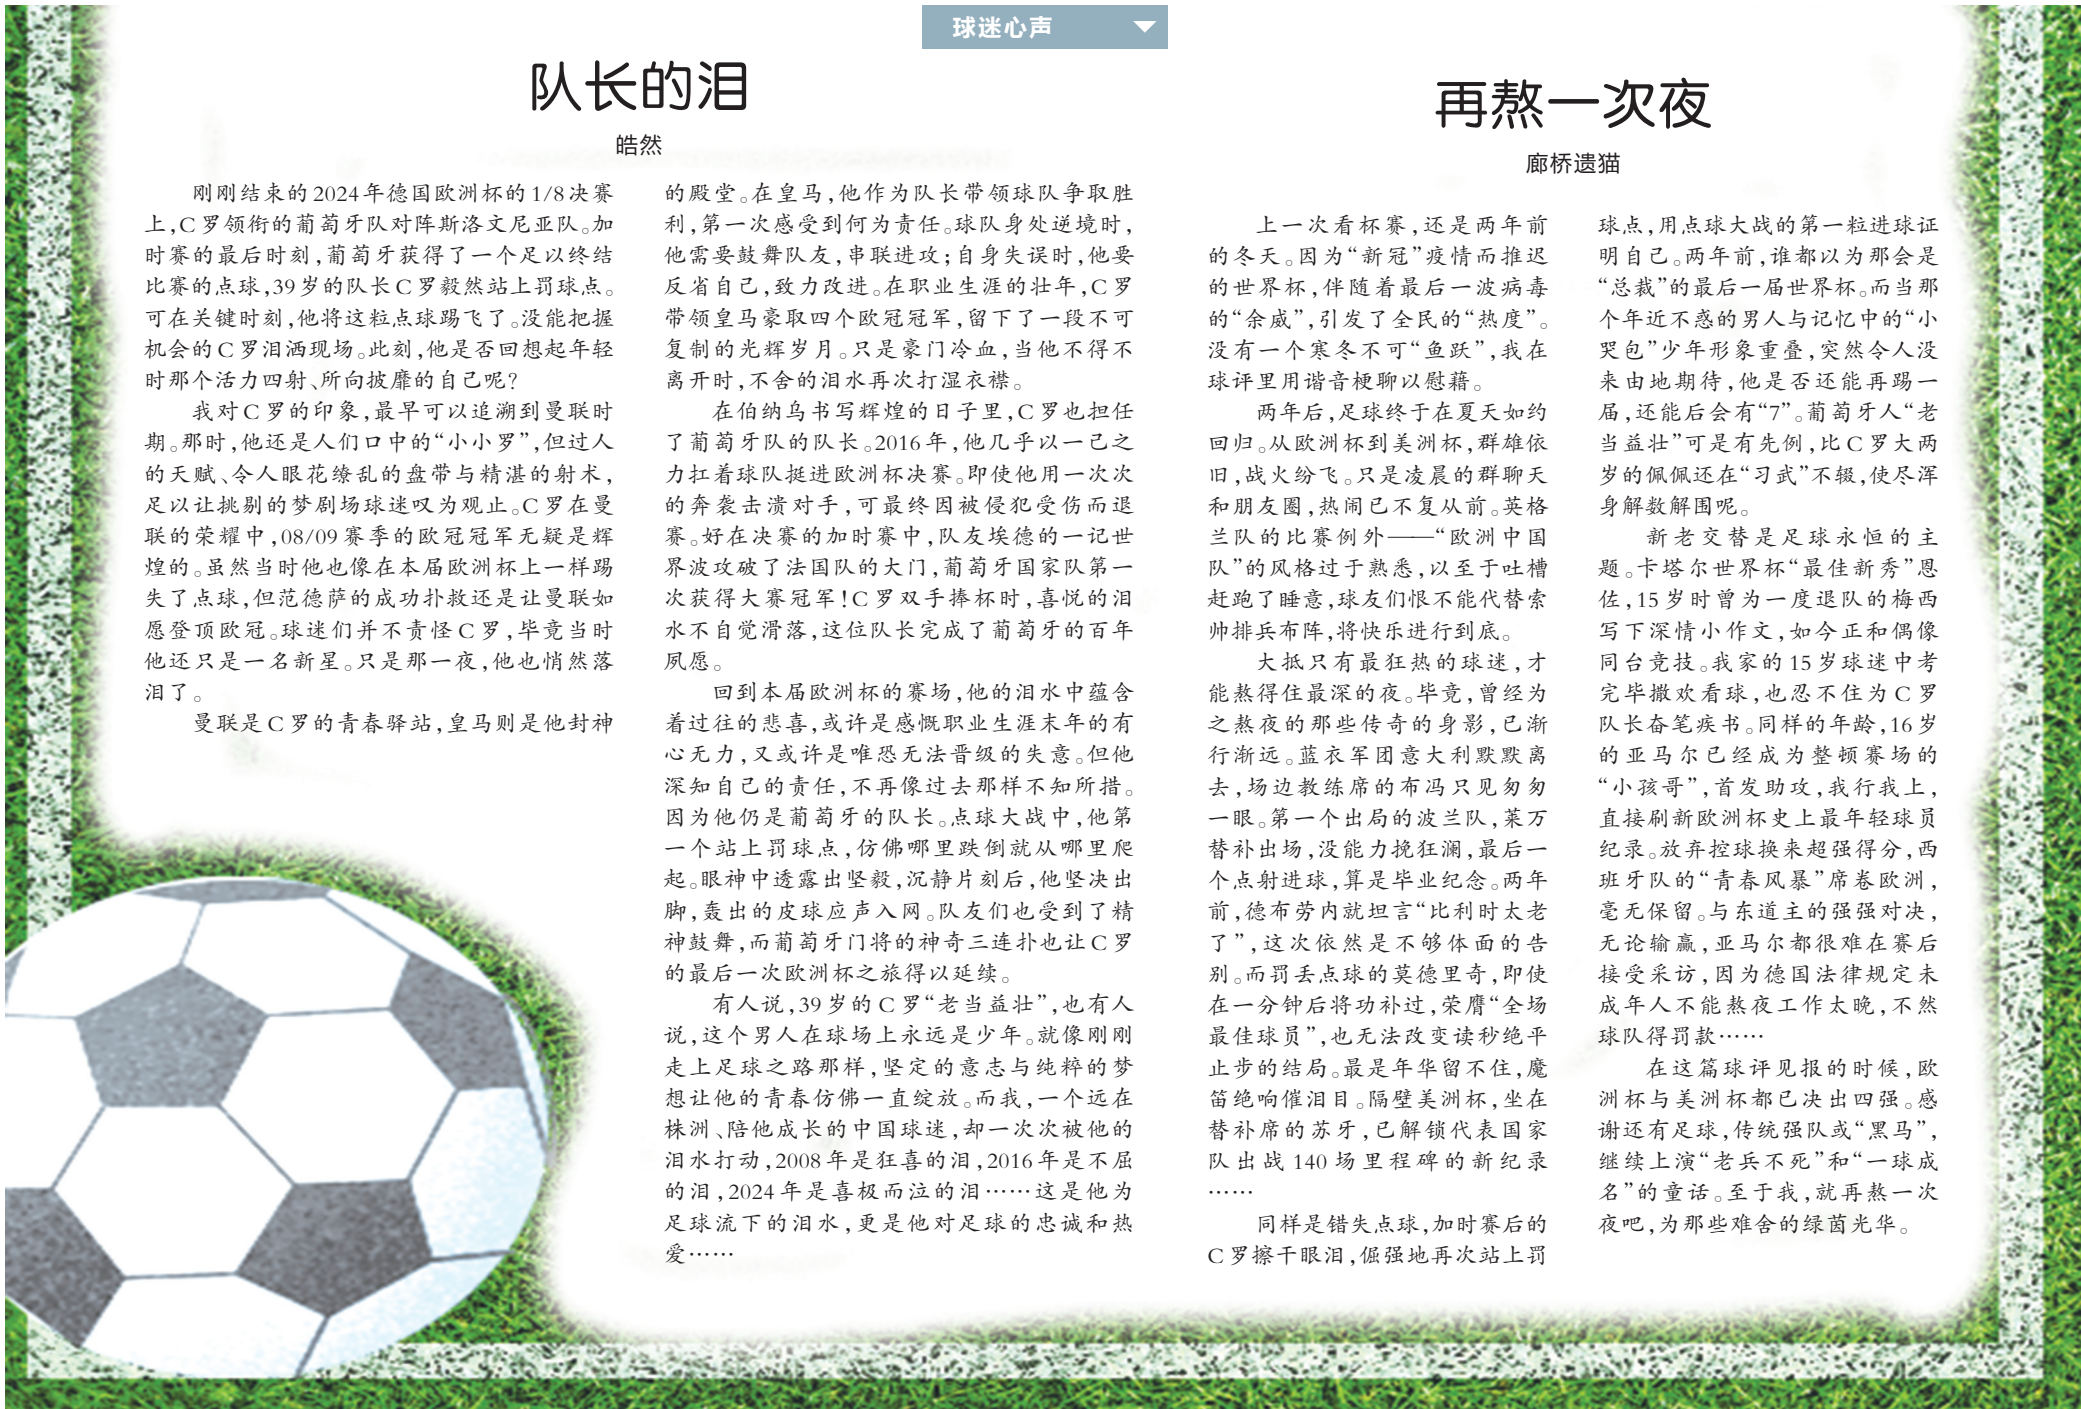 球迷心声
队长的泪
皓然
刚刚结束的2024年德国欧洲杯的1/8决赛
上,C罗领衔的葡萄牙队对阵斯洛文尼亚队。加
时赛的最后时刻,葡萄牙获得了一个足以终结
比赛的点球,39岁的队长C罗毅然站上罚球点。
可在关键时刻,他将这粒点球踢飞了。没能把握
机会的C罗泪洒现场。此刻,他是否回想起年轻
时那个活力四射、所向披靡的自己呢?
我对C罗的印象,最早可以追溯到曼联时
期。那时,他还是人们口中的“小小罗”,但过人
的天赋、令人眼花缭乱的盘带与精湛的射术,
足以让挑剔的梦剧场球迷叹为观止。C罗在曼
联的荣耀中,08/09赛季的欧冠冠军无疑是辉
煌的。虽然当时他也像在本届欧洲杯上一样踢
失了点球,但范德萨的成功扑救还是让曼联如
愿登顶欧冠。球迷们并不责怪C罗,毕竟当时
他还只是一名新星。只是那一夜,他也悄然落
泪了。
曼联是C罗的青春驿站,皇马则是他封神
的殿堂。在皇马,他作为队长带领球队争取胜
利,第一次感受到何为责任。球队身处逆境时,
他需要鼓舞队友,串联进攻;自身失误时,他要
反省自己,致力改进。在职业生涯的壮年,C罗
带领皇马豪取四个欧冠冠军,留下了一段不可
复制的光辉岁月。只是豪门冷血,当他不得不
离开时,不舍的泪水再次打湿衣襟。
在伯纳乌书写辉煌的日子里,C罗也担任
了葡萄牙队的队长。2016年,他几乎以一己之
力扛着球队挺进欧洲杯决赛。即使他用一次次
的奔袭击溃对手,可最终因被侵犯受伤而退
赛。好在决赛的加时赛中,队友埃德的一记世
界波攻破了法国队的大门,葡萄牙国家队第一
次获得大赛冠军!C罗双手捧杯时,喜悦的泪
水不自觉滑落,这位队长完成了葡萄牙的百年
夙愿。
回到本届欧洲杯的赛场,他的泪水中蕴含
着过往的悲喜,或许是感慨职业生涯末年的有
心无力,又或许是唯恐无法晋级的失意。但他
深知自己的责任,不再像过去那样不知所措。
因为他仍是葡萄牙的队长。点球大战中,他第
一个站上罚球点,仿佛哪里跌倒就从哪里爬
起。眼神中透露出坚毅,沉静片刻后,他坚决出
脚,轰出的皮球应声入网。队友们也受到了精
神鼓舞,而葡萄牙门将的神奇三连扑也让C罗
的最后一次欧洲杯之旅得以延续。
有人说,39岁的C罗“老当益壮”,也有人
说,这个男人在球场上永远是少年。就像刚刚
走上足球之路那样,坚定的意志与纯粹的梦
想让他的青春仿佛一直绽放。而我,一个远在
株洲、陪他成长的中国球迷,却一次次被他的
泪水打动,2008年是狂喜的泪,2016年是不屈
的泪,2024年是喜极而泣的泪……这是他为
足球流下的泪水,更是他对足球的忠诚和热
爱……
再熬一次夜
廊桥遗猫
上一次看杯赛,还是两年前
的冬天。因为“新冠”疫情而推迟
的世界杯,伴随着最后一波病毒
的“余威”,引发了全民的“热度”。
没有一个寒冬不可“鱼跃”,我在
球评里用谐音梗聊以慰藉。
两年后,足球终于在夏天如约
回归。从欧洲杯到美洲杯,群雄依
旧,战火纷飞。只是凌晨的群聊天
和朋友圈,热闹已不复从前。英格
兰队的比赛例外——“欧洲中国
队”的风格过于熟悉,以至于吐槽
赶跑了睡意,球友们恨不能代替索
帅排兵布阵,将快乐进行到底。
大抵只有最狂热的球迷,才
能熬得住最深的夜。毕竟,曾经为
之熬夜的那些传奇的身影,已渐
行渐远。蓝衣军团意大利默默离
去,场边教练席的布冯只见匆匆
一眼。第一个出局的波兰队,莱万
替补出场,没能力挽狂澜,最后一
个点射进球,算是毕业纪念。两年
前,德布劳内就坦言“比利时太老
了”,这次依然是不够体面的告
别。而罚丢点球的莫德里奇,即使
在一分钟后将功补过,荣膺“全场
最佳球员”,也无法改变读秒绝平
止步的结局。最是年华留不住,魔
笛绝响催泪目。隔壁美洲杯,坐在
替补席的苏牙,已解锁代表国家
队出战140场里程碑的新纪录
……
同样是错失点球,加时赛后的
C罗擦干眼泪,倔强地再次站上罚
球点,用点球大战的第一粒进球证
明自己。两年前,谁都以为那会是
“总裁”的最后一届世界杯。而当那
个年近不惑的男人与记忆中的“小
哭包”少年形象重叠,突然令人没
来由地期待,他是否还能再踢一
届,还能后会有“7”。葡萄牙人“老
当益壮”可是有先例,比C罗大两
岁的佩佩还在“习武”不辍,使尽浑
身解数解围呢。
新老交替是足球永恒的主
题。卡塔尔世界杯“最佳新秀”恩
佐,15岁时曾为一度退队的梅西
写下深情小作文,如今正和偶像
同台竞技。我家的15岁球迷中考
完毕撒欢看球,也忍不住为C罗
队长奋笔疾书。同样的年龄,16岁
的亚马尔已经成为整顿赛场的
“小孩哥”,首发助攻,我行我上,
直接刷新欧洲杯史上最年轻球员
纪录。放弃控球换来超强得分,西
班牙队的“青春风暴”席卷欧洲,
毫无保留。与东道主的强强对决,
无论输赢,亚马尔都很难在赛后
接受采访,因为德国法律规定未
成年人不能熬夜工作太晚,不然
球队得罚款……
在这篇球评见报的时候,欧
洲杯与美洲杯都已决出四强。感
谢还有足球,传统强队或“黑马”,
继续上演“老兵不死”和“一球成
名”的童话。至于我,就再熬一次
夜吧,为那些难舍的绿茵光华。